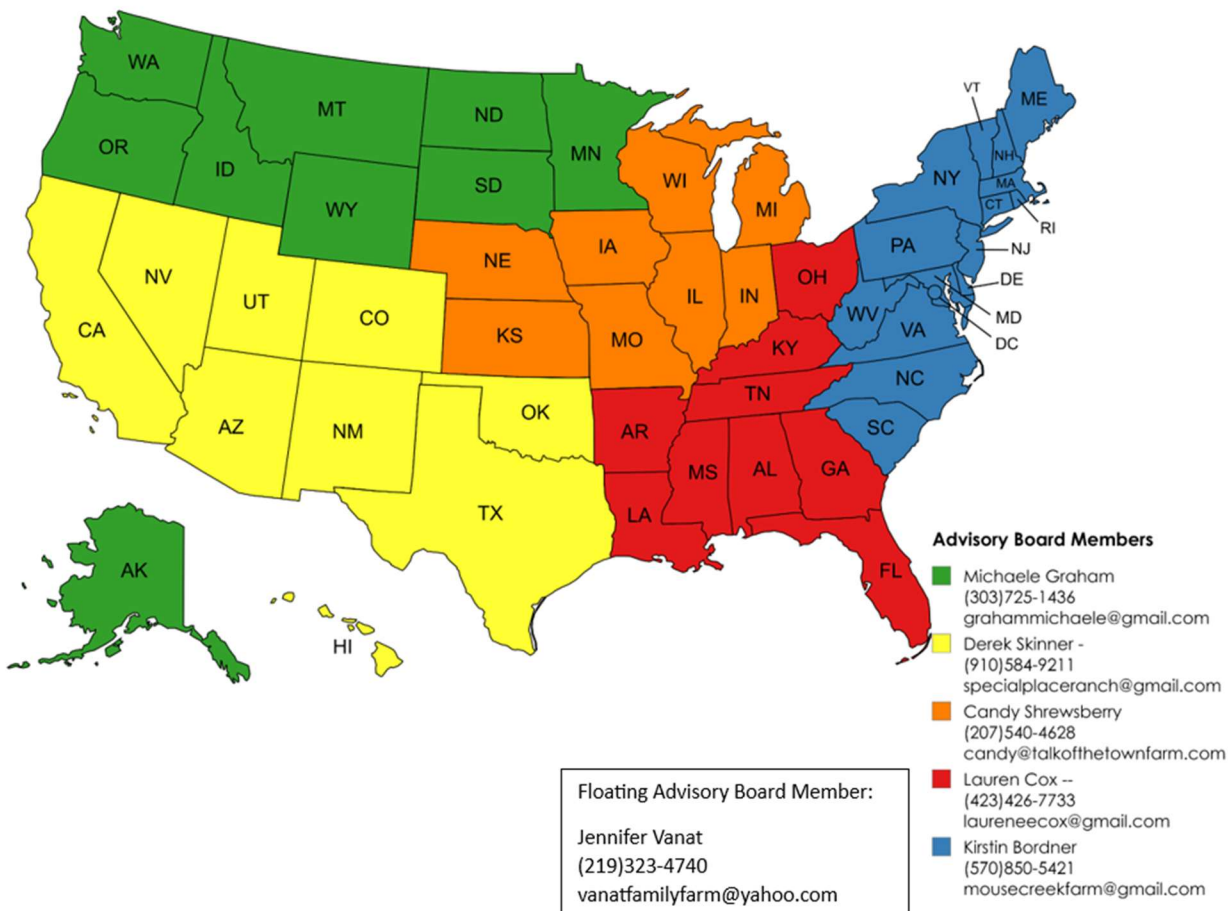 WA
MT
ND
MN
OR
ID
WY
SD
WI
MI
VT
ME
NH
NY
MA
CT
RI
NV
UT
CO
CA
NE
IA
IL
IN
OH
PA
NJ
DE
MD
DC
WV
VA
KS
MO
KY
NC
TN
SC
AZ
NM
OK
AR
MS
AL
GA
TX
LA
FL
AK
HI
Advisory Board Members
Michaele Graham
(303)725-1436
grahammichaele@gmail.com
Derek Skinner -
(910)584-9211
specialplaceranch@gmail.com
Candy Shrewsberry
(207)540-4628
candy@talkofthetownfarm.com
Lauren Cox --
(423)426-7733
laureneecox@gmail.com
Kirstin Bordner
(570)850-5421
mousecreekfarm@gmail.com
Floating Advisory Board Member:
Jennifer Vanat
(219)323-4740
vanatfamilyfarm@yahoo.com